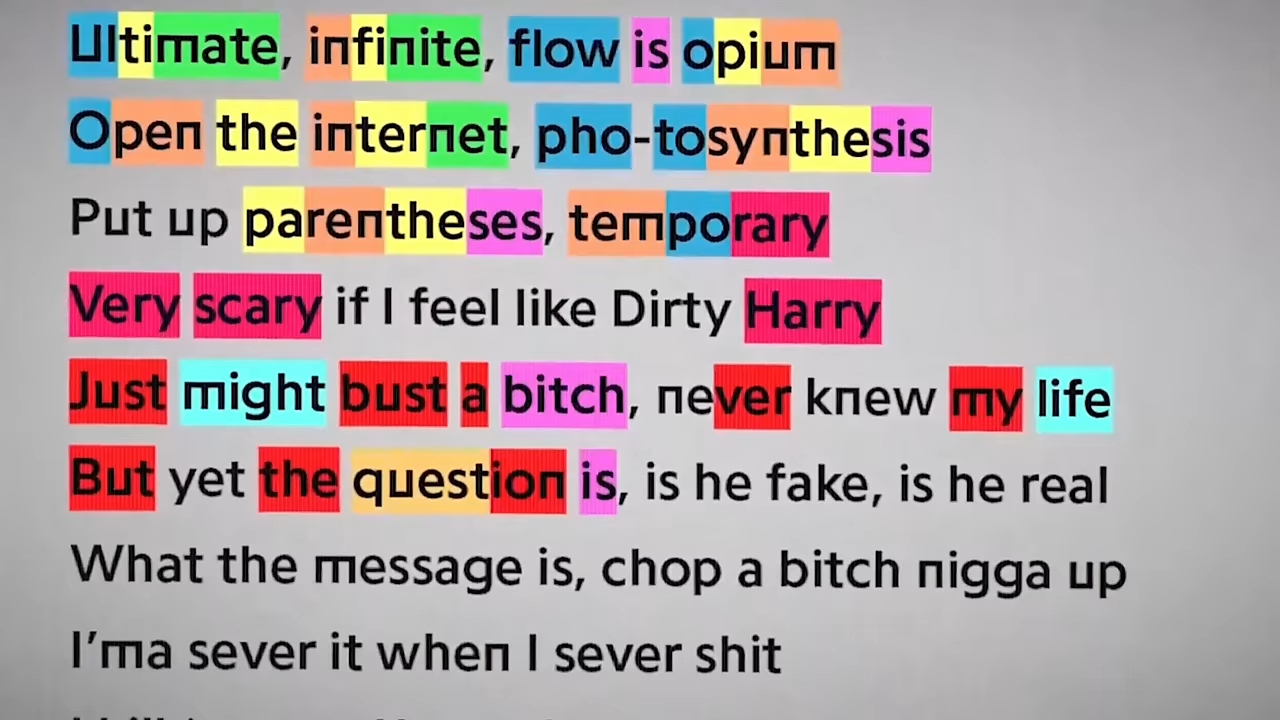 Ultimate, infinite, flow is opium
Open the internet, pho-tosynthesis
Put up parentheses, temporary
Very scary if I feel like Dirty Harry
Just might bust a bitch, never knew my life
But yet the question is, is he fake, is he real
What the message is, chop a bitch nigga up
I’ma sever it when I sever shit